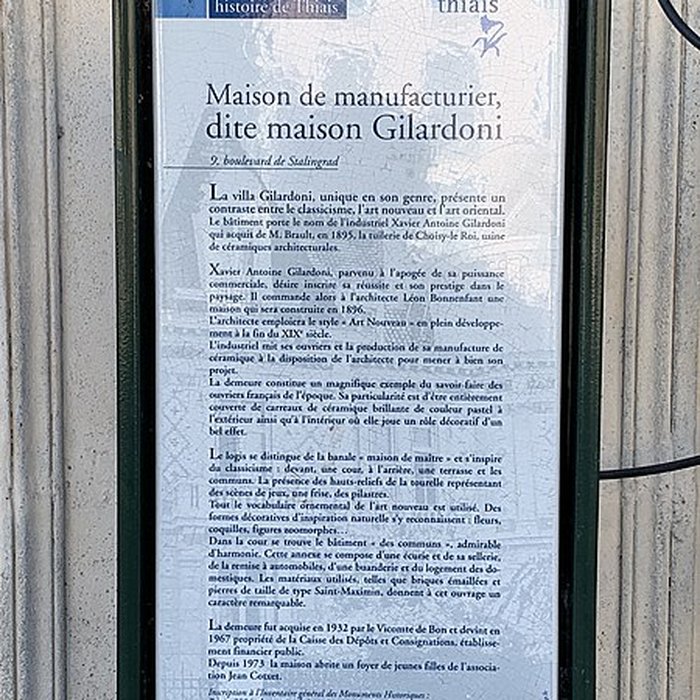 histoire de Thiais
thiais
Maison de manufacturier,
dite maison Gilardoni
9, boulevard de Stalingrad
La villa Gilardoni, unique en son genre, présente un
contraste entre le classicisme, l'art nouveau et l'art oriental.
Le bâtiment porte le nom de l'industriel Xavier Antoine Gilardoni
qui acquit de M. Brault, en 1895, la tuilerie de Choisy-le Roi, usine
de céramiques architecturales.
Xavier Antoine Gilardoni, parvenu à l'apogée de sa puissance
commerciale, désire inscrire sa réussite et son prestige dans le
paysage. Il commande alors à l'architecte Léon Bonnenfant une
maison qui sera construite en 1896.
L'architecte emploiera le style « Art Nouveau » en plein développe-
ment à la fin du XIXe siècle.
L'industriel mit ses ouvriers et la production de sa manufacture de
céramique à la disposition de l'architecte pour mener à bien son
projet.
La demeure constitue un magnifique exemple du savoir faire des
ouvriers français de l'époque. Sa particularité est d'être entièrement
couverte de carreaux de céramique brillante de couleur pastel à
l'extérieur ainsi qu'à l'intérieur où elle joue un rôle décoratif d'un
bel effet.
Le logis se distingue de la banale « maison de maître » et s'inspire
du classicisme : devant, une cour, à l'arrière, une terrasse et les
communs. La présence des hauts-reliefs de la tourelle représentant
des scènes de jeux, une frise, des pilastres.
Tout le vocabulaire ornemental de l'art nouveau est utilisé. Des
formes décoratives d'inspiration naturelle s'y reconnaissent : fleurs,
coquilles, figures zoomorphes...
Dans la cour se trouve le bâtiment « des communs », admirable
d'harmonie. Cette annexe se compose d'une écurie et de sa sellerie,
de la remise à automobiles, d'une buanderie et du logement des do-
mestiques. Les matériaux utilisés, telles que briques émaillées et
pierres de taille de type Saint-Maximin, donnent à cet ouvrage un
caractère remarquable.
La demeure fut acquise en 1932 par le Vicomte de Bon et devint en
1967 propriété de la Caisse des Dépôts et Consignations, établisse-
ment financier public.
Depuis 1973 la maison abrite un foyer de jeunes filles de l'associa-
tion Jean Cotxet.
Inscription à l'Inventaire général des Monuments Historiques :